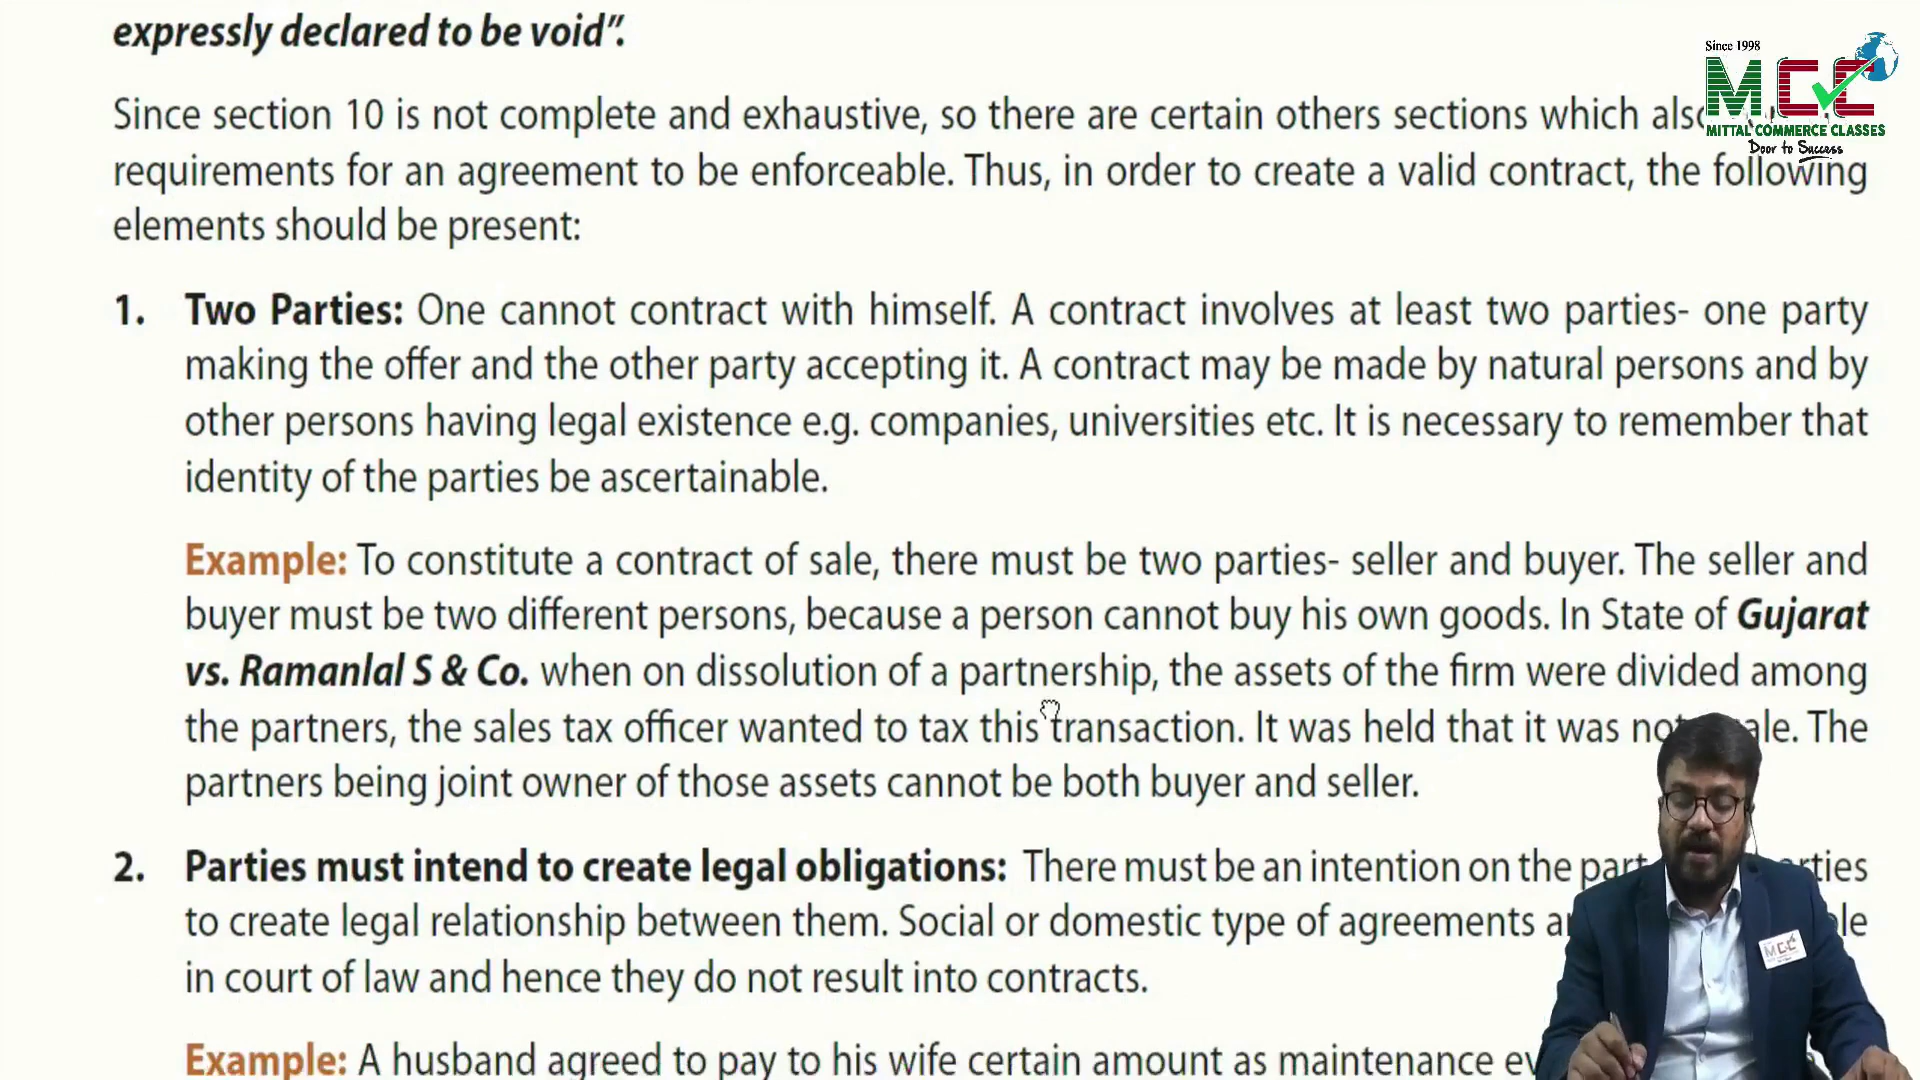 expressly declared to be void”.
Since 1998
MCC
MITTAL COMMERCE CLASSES
Door to Success
Since section 10 is not complete and exhaustive, so there are certain others sections which also
requirements for an agreement to be enforceable. Thus, in order to create a valid contract, the following
elements should be present:
1. Two Parties: One cannot contract with himself. A contract involves at least two parties- one party
making the offer and the other party accepting it. A contract may be made by natural persons and by
other persons having legal existence e.g. companies, universities etc. It is necessary to remember that
identity of the parties be ascertainable.
Example: To constitute a contract of sale, there must be two parties- seller and buyer. The seller and
buyer must be two different persons, because a person cannot buy his own goods. In State of Gujarat
vs. Ramanlal S & Co. when on dissolution of a partnership, the assets of the firm were divided among
the partners, the sales tax officer wanted to tax this transaction. It was held that it was The
partners being joint owner of those assets cannot be both buyer and seller.
2. Parties must intend to create legal obligations: There must be an intention on the
to create legal relationship between them. Social or domestic type of agreements
in court of law and hence they do not result into contracts.
Example: A husband agreed to pay to his wife certain amount as maintenance
MCC